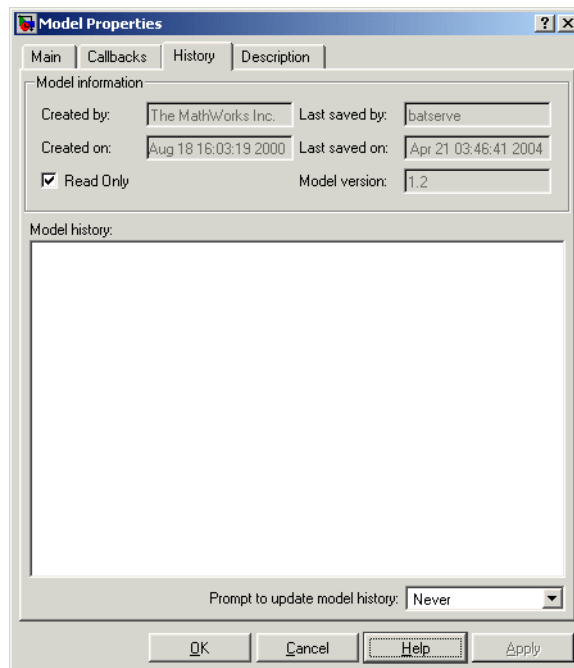 Model Properties
Main Callbacks History Description
Model information
Created by: The MathWorks Inc. Last saved by: batserve
Created on: Aug 18 16:03:19 2000 Last saved on: Apr 21 03:46:41 2004
Read Only Model version: 1.2
Model history:
Prompt to update model history: Never
OK Cancel Help Apply